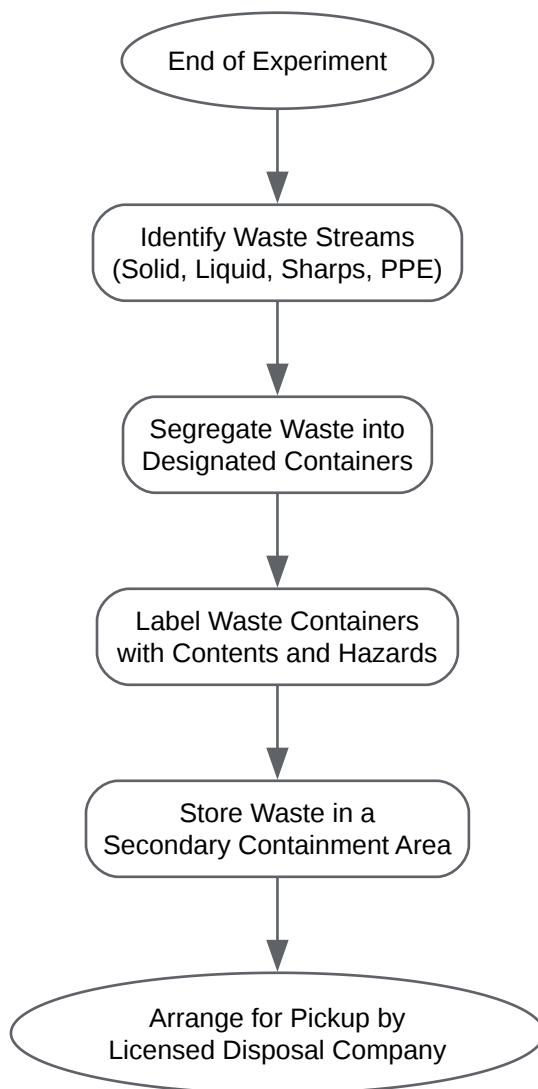 End of Experiment
Identify Waste Streams
(Solid, Liquid, Sharps, PPE)
Segregate Waste into
Designated Containers
Label Waste Containers
with Contents and Hazards
Store Waste in a
Secondary Containment Area
Arrange for Pickup by
Licensed Disposal Company